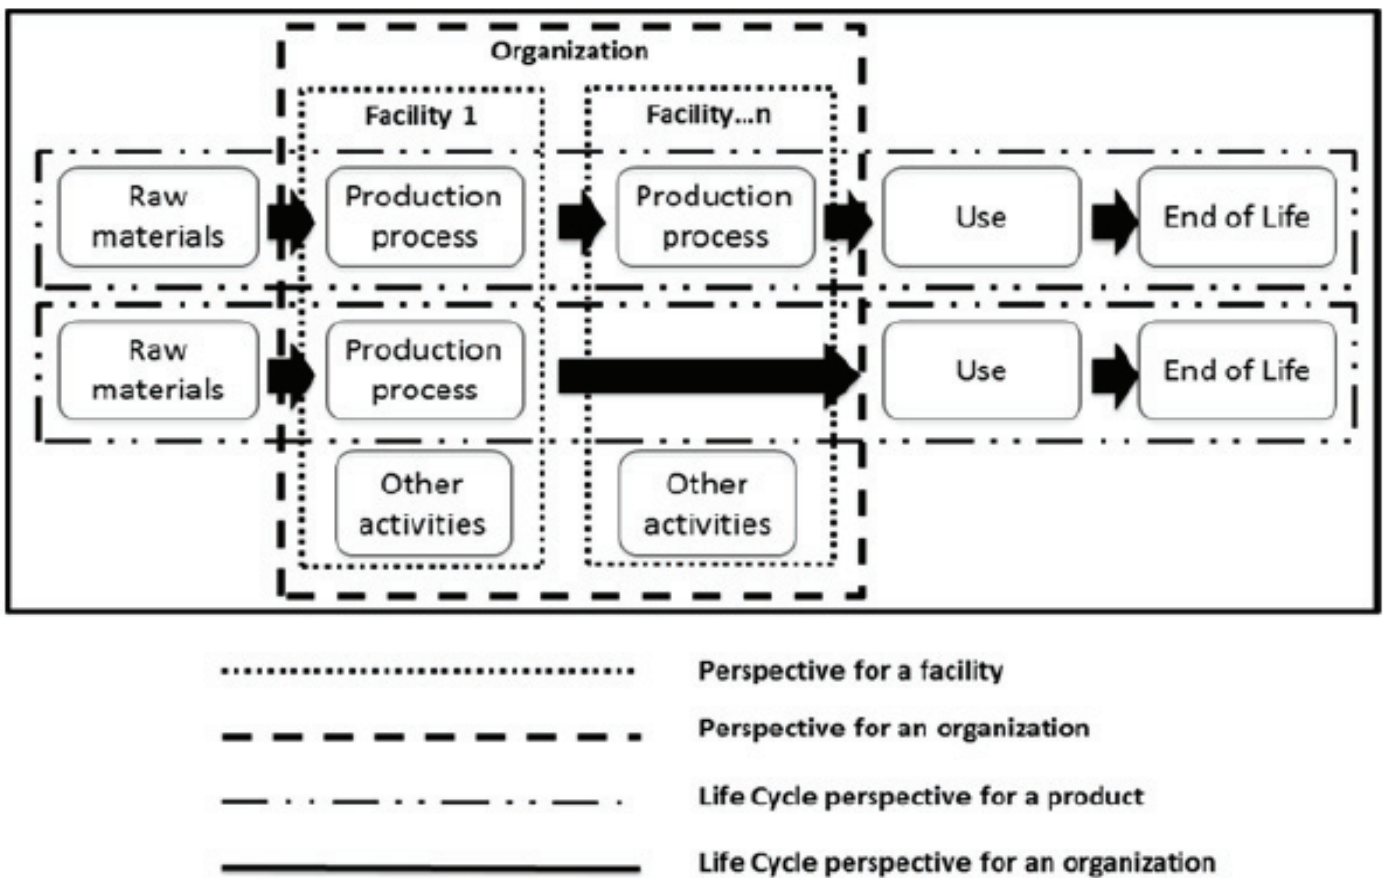 Organization
Facility 1
Facility...n
Raw
materials
Production
process
Production
process
Use
End of Life
Raw
materials
Production
process
Use
End of Life
Other
activities
Other
activities
Perspective for a facility
Perspective for an organization
Life Cycle perspective for a product
Life Cycle perspective for an organization